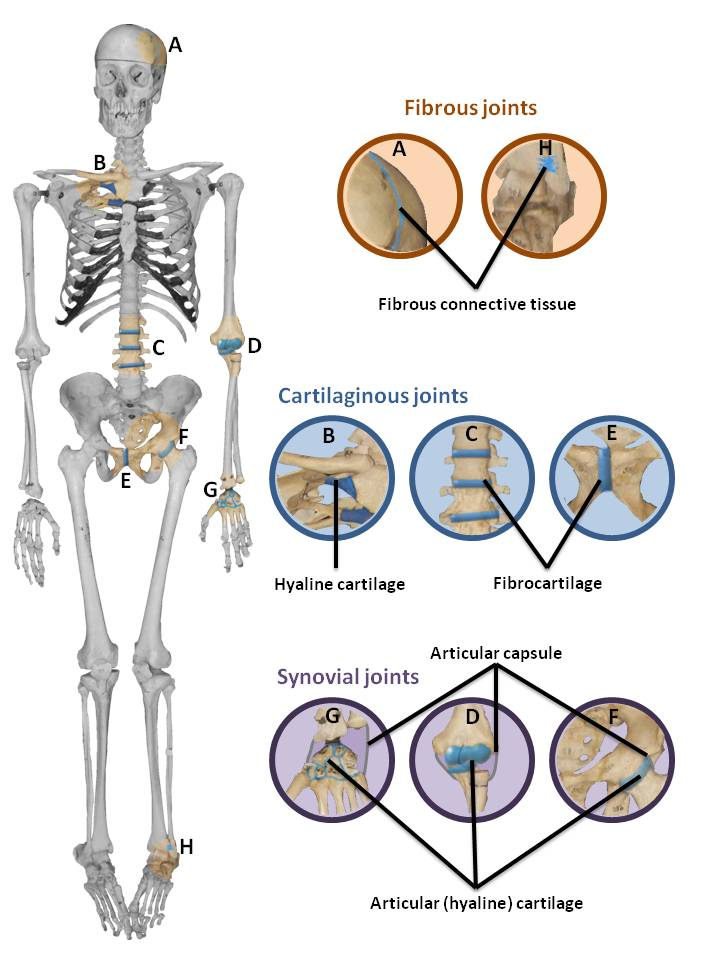 A
B
C
D
E
F
G
H
Fibrous joints
A
H
Fibrous connective tissue
Cartilaginous joints
B
C
E
Hyaline cartilage
Fibrocartilage
Articular capsule
Synovial joints
G
D
F
Articular (hyaline) cartilage